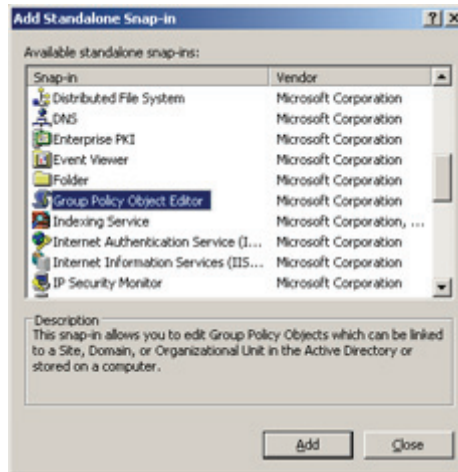 Add Standalone Snap-in
Available standalone snap-ins:
Snap-in Vendor
Distributed File System Microsoft Corporation
DNS Microsoft Corporation
Enterprise PKI Microsoft Corporation
Event Viewer Microsoft Corporation
Folder Microsoft Corporation
Group Policy Object Editor Microsoft Corporation
Indexing Service Microsoft Corporation, ...
Internet Authentication Service (I... Microsoft Corporation
Internet Information Services (IIS... Microsoft Corporation
IP Security Monitor Microsoft Corporation
Description
This snap-in allows you to edit Group Policy Objects which can be linked
to a Site, Domain, or Organizational Unit in the Active Directory or
stored on a computer.
Add Close